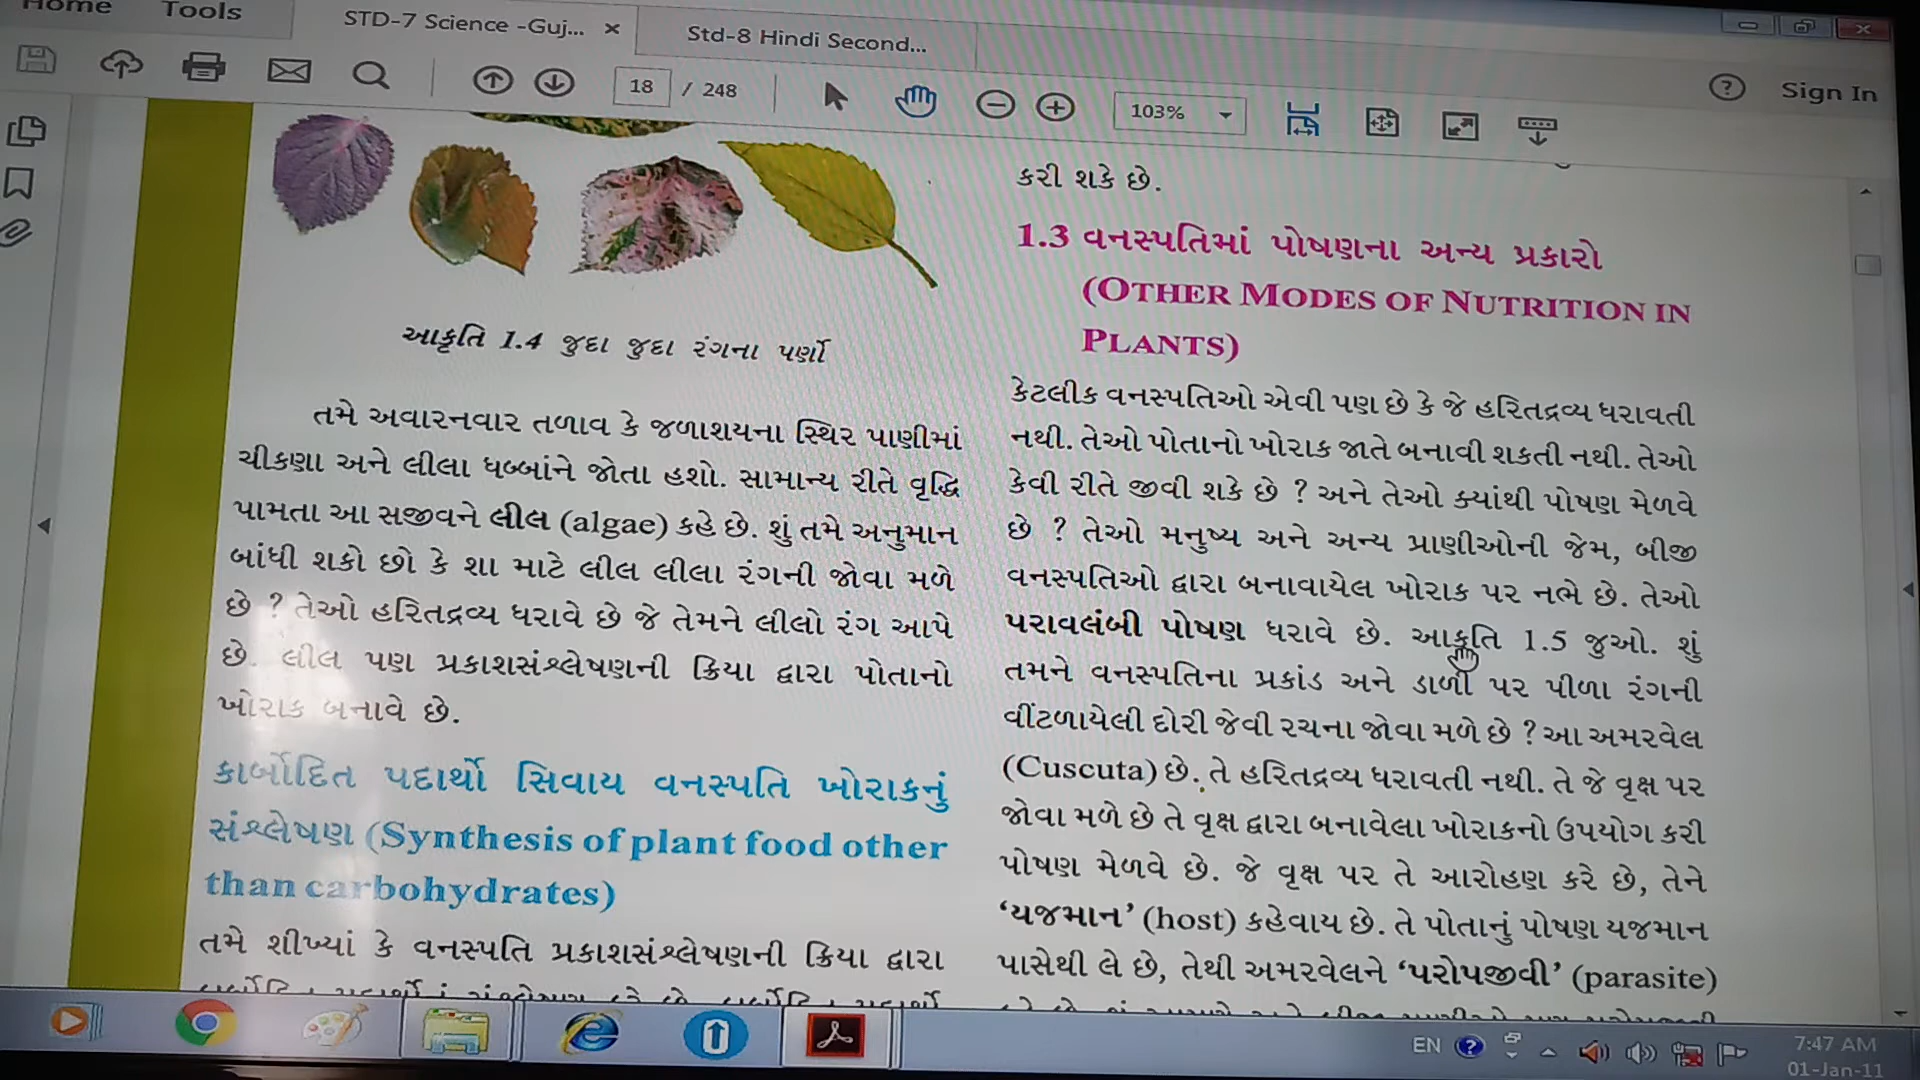 Home Tools STD-7 Science -Guj... × Std-8 Hindi Second...
18 / 248 103% Sign In
આકૃતિ 1.4 જુદા જુદા રંગના પર્ણો
તમે અવારનવાર તળાવ કે જળાશયના સ્થિર પાણીમાં
ચીકણા અને લીલા ધબ્બાંને જોતા હશો. સામાન્ય રીતે વૃદ્ધિ
પામતા આ સજીવને લીલ (algae) કહે છે. શું તમે અનુમાન
બાંધી શકો છો કે શા માટે લીલ લીલા રંગની જોવા મળે
છે ? તેઓ હરિતદ્રવ્ય ધરાવે છે જે તેમને લીલો રંગ આપે
છે. લીલ પણ પ્રકાશસંશ્લેષણની ક્રિયા દ્વારા પોતાનો
ખોરાક બનાવે છે.
કાર્બોદિત પદાર્થો સિવાય વનસ્પતિ ખોરાકનું
સંશ્લેષણ (Synthesis of plant food other
than carbohydrates)
તમે શીખ્યાં કે વનસ્પતિ પ્રકાશસંશ્લેષણની ક્રિયા દ્વારા
કરી શકે છે.
1.3 વનસ્પતિમાં પોષણના અન્ય પ્રકારો
(OTHER MODES OF NUTRITION IN
PLANTS)
કેટલીક વનસ્પતિઓ એવી પણ છે કે જે હરિતદ્રવ્ય ધરાવતી
નથી. તેઓ પોતાનો ખોરાક જાતે બનાવી શકતી નથી. તેઓ
કેવી રીતે જીવી શકે છે ? અને તેઓ ક્યાંથી પોષણ મેળવે
છે ? તેઓ મનુષ્ય અને અન્ય પ્રાણીઓની જેમ, બીજી
વનસ્પતિઓ દ્વારા બનાવાયેલ ખોરાક પર નભે છે. તેઓ
પરાવલંબી પોષણ ધરાવે છે. આકૃતિ 1.5 જુઓ. શું
તમને વનસ્પતિના પ્રકાંડ અને ડાળી પર પીળા રંગની
વીંટળાયેલી દોરી જેવી રચના જોવા મળે છે ? આ અમરવેલ
(Cuscuta) છે. તે હરિતદ્રવ્ય ધરાવતી નથી. તે જે વૃક્ષ પર
જોવા મળે છે તે વૃક્ષ દ્વારા બનાવેલા ખોરાકનો ઉપયોગ કરી
પોષણ મેળવે છે. જે વૃક્ષ પર તે આરોહણ કરે છે, તેને
‘યજમાન’ (host) કહેવાય છે. તે પોતાનું પોષણ યજમાન
પાસેથી લે છે, તેથી અમરવેલને ‘પરોપજીવી’ (parasite)
EN 7:47 AM
01-Jan-11